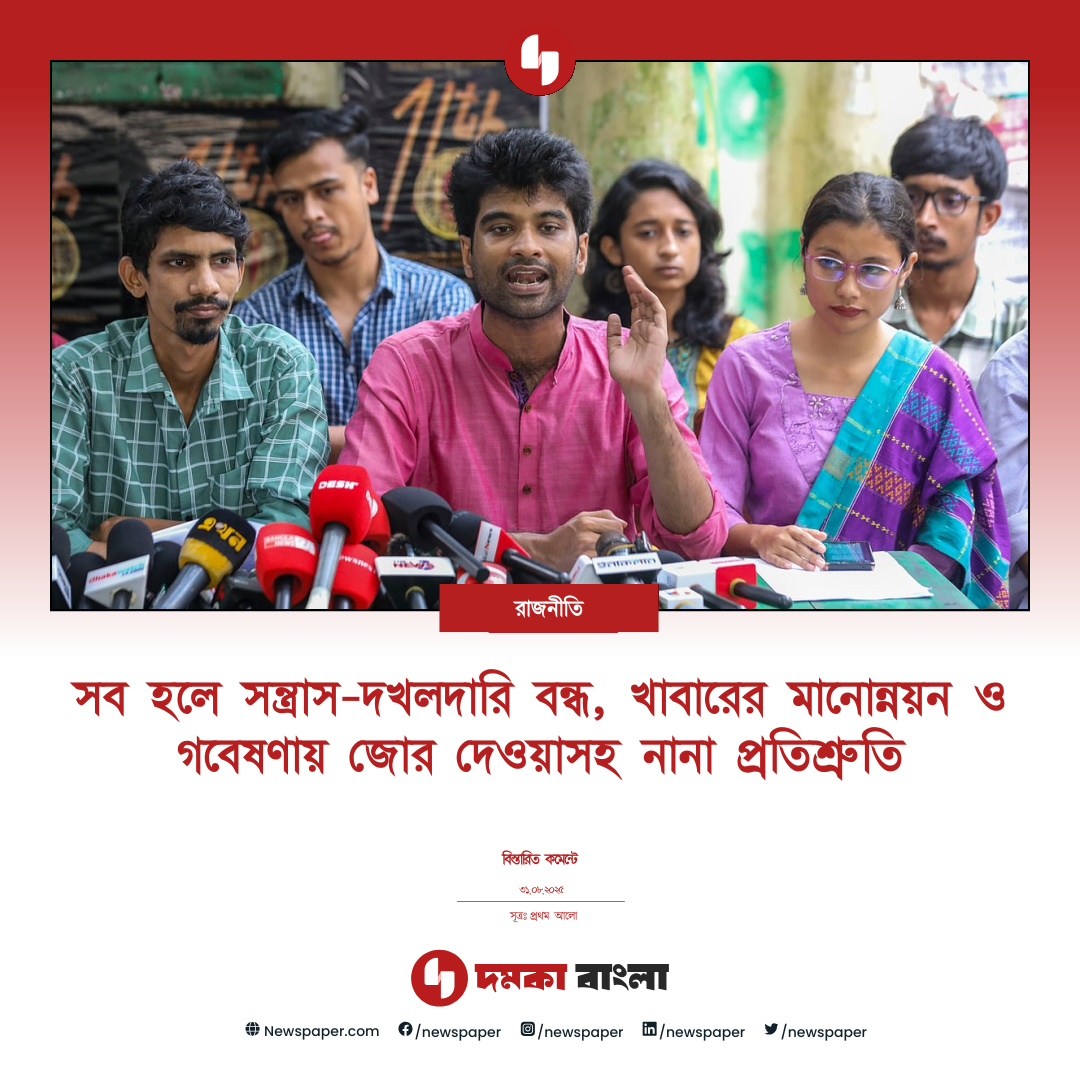 DESH
রাজনীতি
সব হলে সন্ত্রাস-দখলদারি বন্ধ, খাবারের মানোন্নয়ন ও
গবেষণায় জোর দেওয়াসহ নানা প্রতিশ্রুতি
বিস্তারিত কমেন্টে
৩১.০৮.২০২৫
সূত্রঃ প্রথম আলো
দমকা বাংলা
Newspaper.com /newspaper /newspaper /newspaper /newspaper